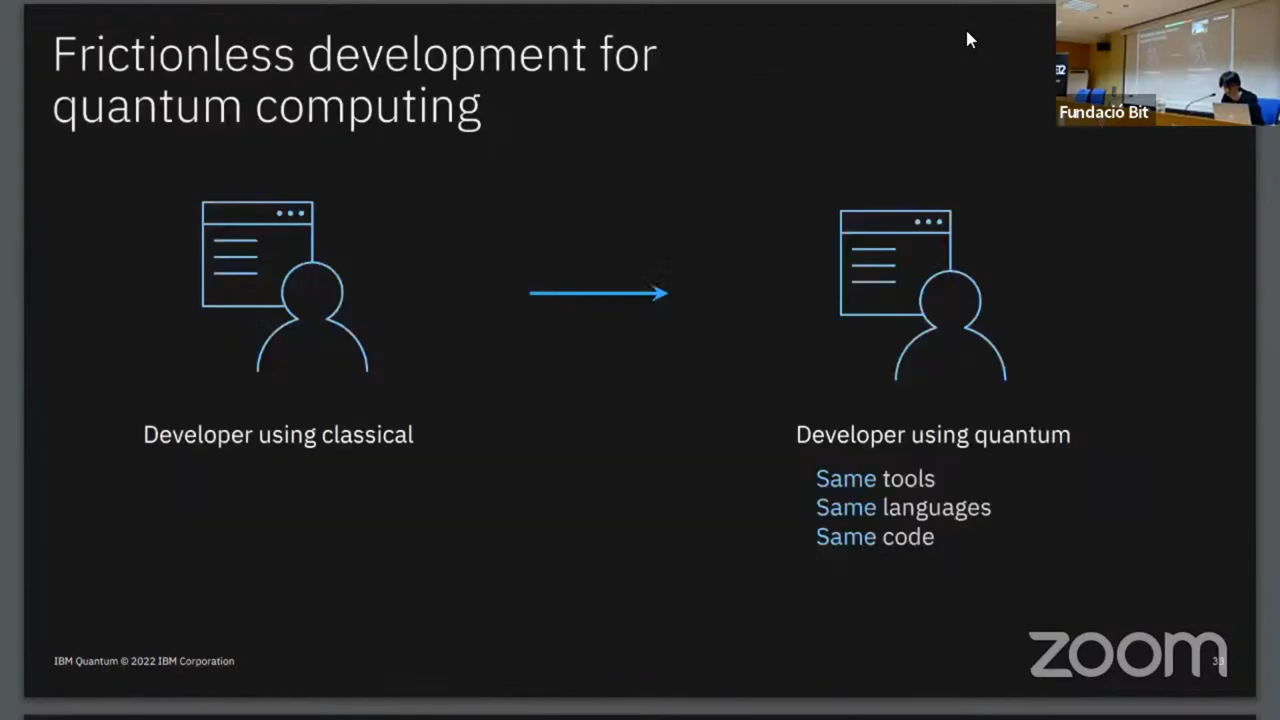 Frictionless development for
quantum computing
Fundació Bit
Developer using classical
Developer using quantum
Same tools
Same languages
Same code
IBM Quantum © 2022 IBM Corporation
zoom
33